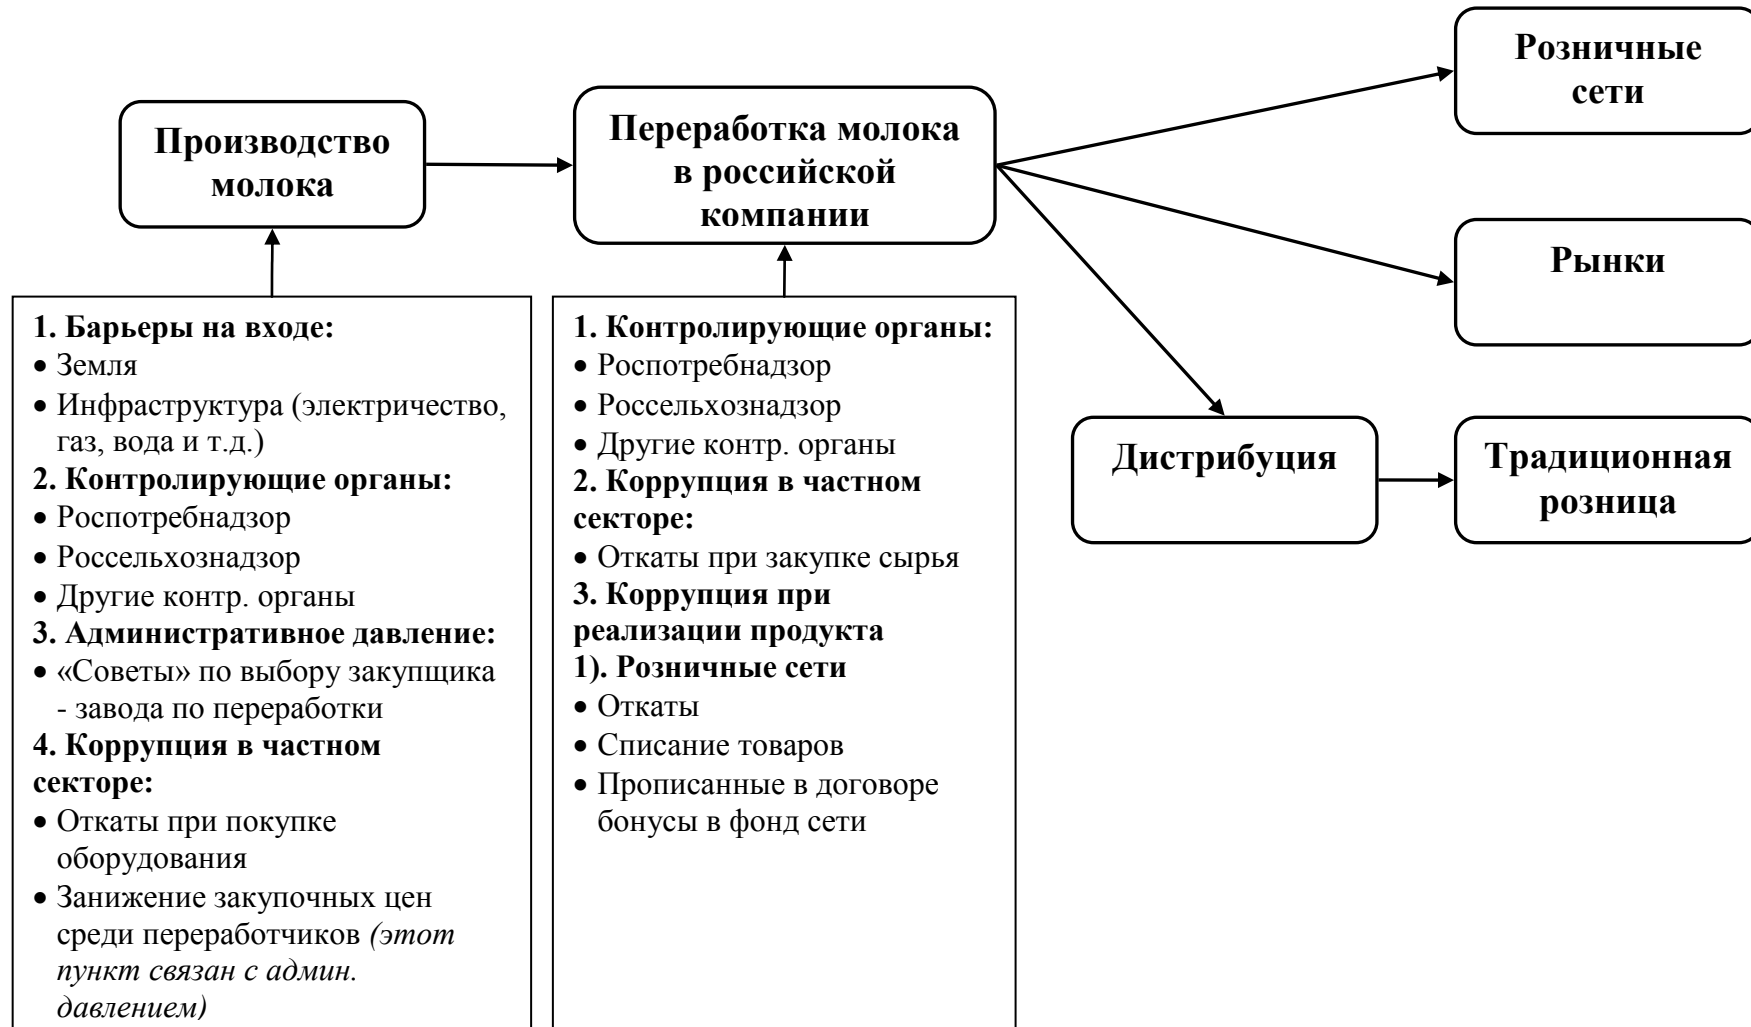 Розничные
сети
Производство
молока
Переработка молока
в российской
компании
Рынки
Дистрибуция
Традиционная
розница
1. Барьеры на входе:
• Земля
• Инфраструктура (электричество,
газ, вода и т.д.)
2. Контролирующие органы:
• Роспотребнадзор
• Россельхознадзор
• Другие контр. органы
3. Административное давление:
• «Советы» по выбору закупщика
- завода по переработки
4. Коррупция в частном
секторе:
• Откаты при покупке
оборудования
• Занижение закупочных цен
среди переработчиков (этот
пункт связан с админ.
давлением)
1. Контролирующие органы:
• Роспотребнадзор
• Россельхознадзор
• Другие контр. органы
2. Коррупция в частном
секторе:
• Откаты при закупке сырья
3. Коррупция при
реализации продукта
1). Розничные сети
• Откаты
• Списание товаров
• Прописанные в договоре
бонусы в фонд сети